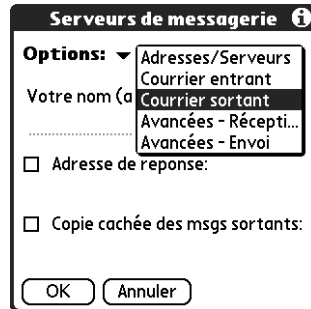 Serveurs de messagerie
Options:
Adresses/Serveurs
Courrier entrant
Courrier sortant
Avancées - Récepti...
Avancées - Envoi
Votre nom (a
Adresse de reponse:
Copie cachée des msgs sortants:
OK
Annuler